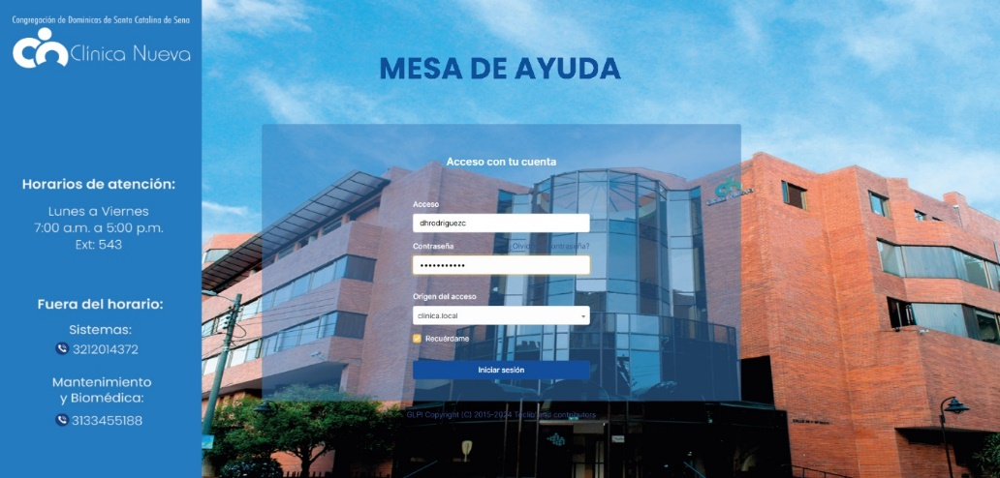 Congregación de Dominicas de Santa Catalina de Sena
Clínica Nueva
MESA DE AYUDA
Horarios de atención:
Lunes a Viernes
7:00 a.m. a 5:00 p.m.
Ext: 543
Fuera del horario:
Sistemas:
3212014372
Mantenimiento
y Biomédica:
3133455188
Acceso con tu cuenta
Acceso
dhrodriguezc
Contraseña
¿Olvidó su contraseña?
•••••••••••
Origen del acceso
clinica.local
Recuérdame
Iniciar sesión
GLPI Copyright (C) 2015-2024 Teclib' and contributors